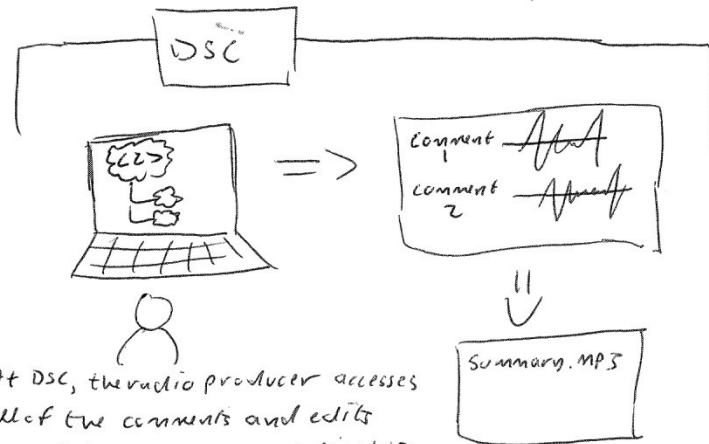 DSC
<2>
comment
1
comment
2
Summary.MP3
At DSC, the radio producer accesses
all of the comments and edits